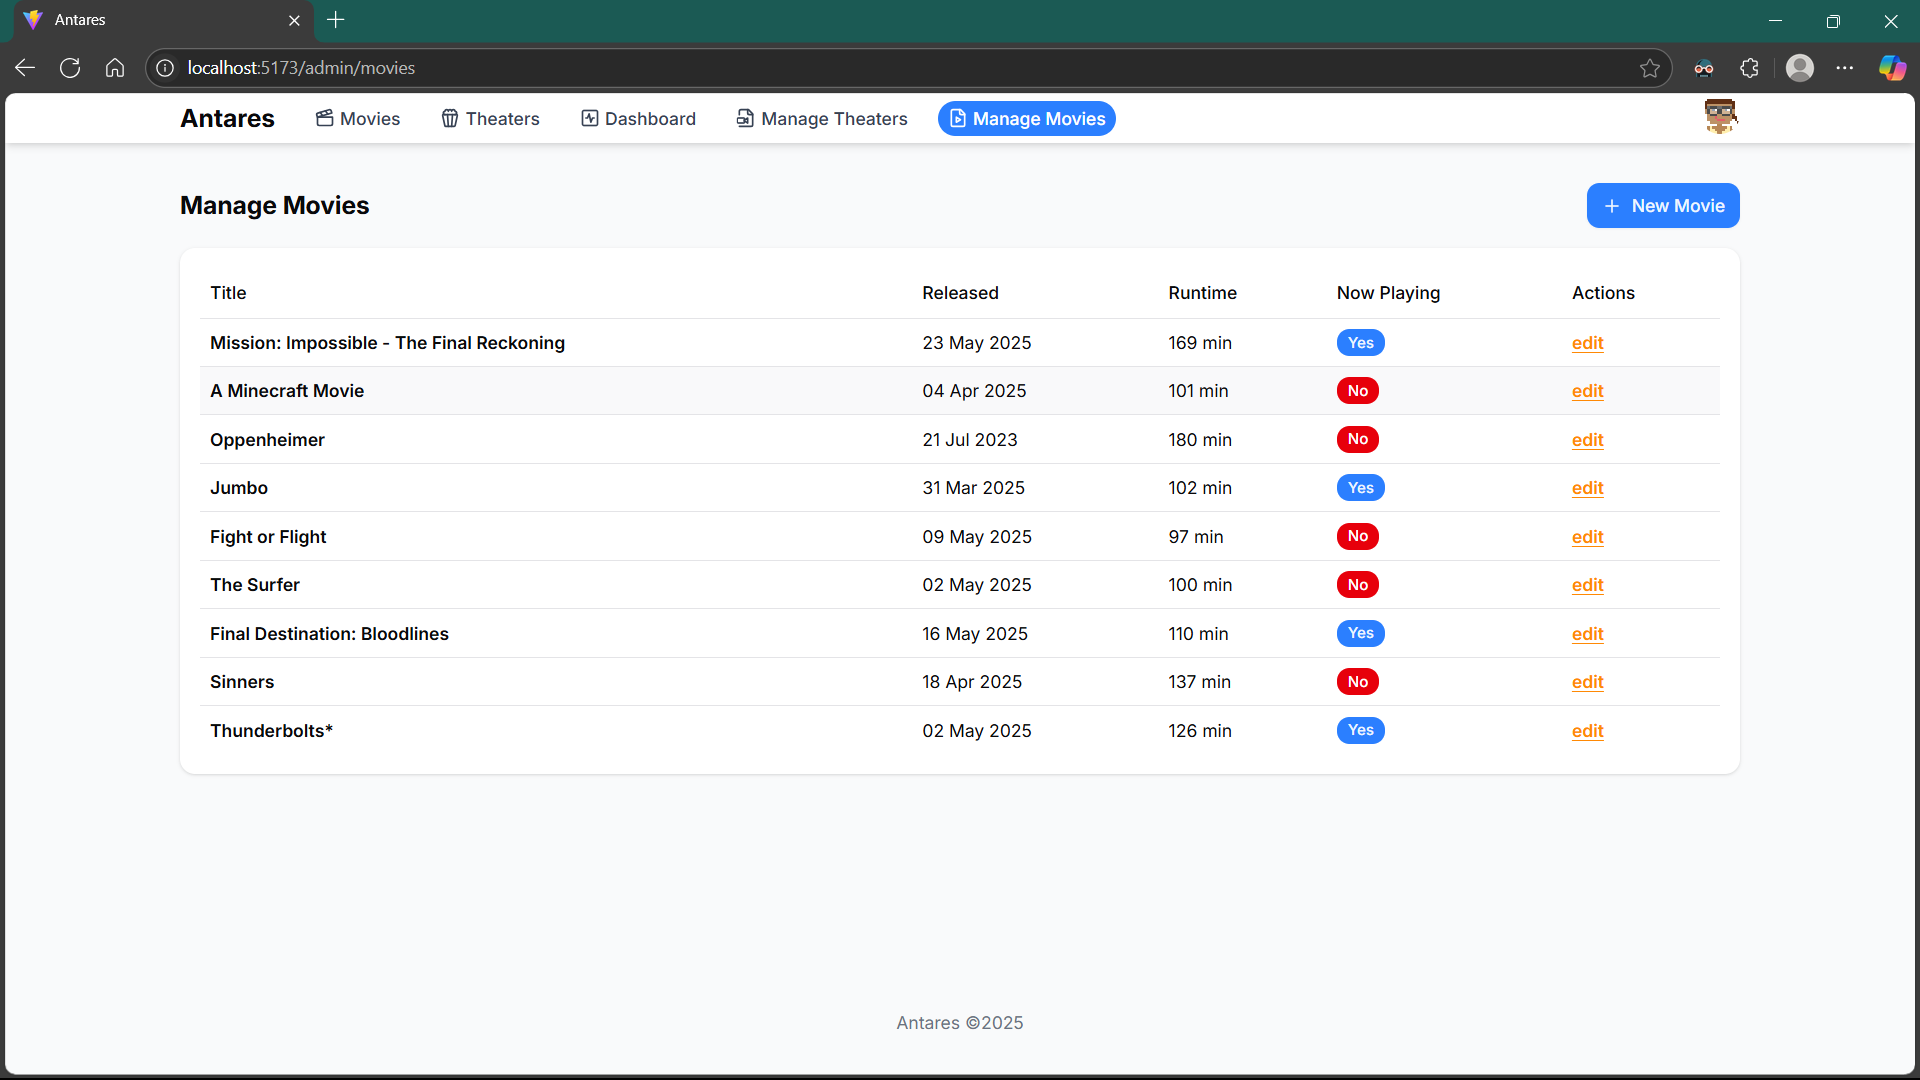 Antares
localhost:5173/admin/movies
Antares Movies Theaters Dashboard Manage Theaters Manage Movies
Manage Movies + New Movie
Title Released Runtime Now Playing Actions
Mission: Impossible - The Final Reckoning 23 May 2025 169 min Yes edit
A Minecraft Movie 04 Apr 2025 101 min No edit
Oppenheimer 21 Jul 2023 180 min No edit
Jumbo 31 Mar 2025 102 min Yes edit
Fight or Flight 09 May 2025 97 min No edit
The Surfer 02 May 2025 100 min No edit
Final Destination: Bloodlines 16 May 2025 110 min Yes edit
Sinners 18 Apr 2025 137 min No edit
Thunderbolts* 02 May 2025 126 min Yes edit
Antares ©2025